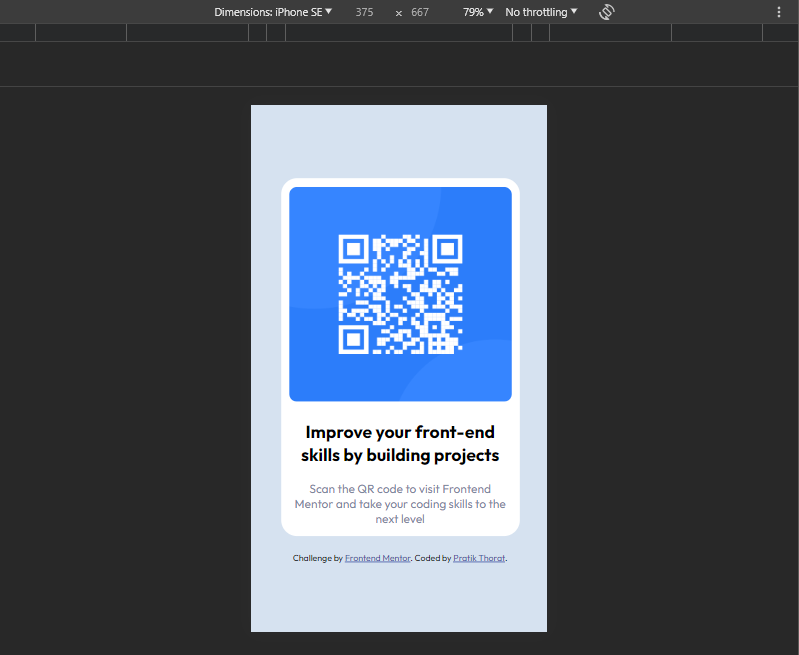 Dimensions: iPhone SE ▼ 375 × 667 79% ▼ No throttling ▼
Improve your front-end
skills by building projects
Scan the QR code to visit Frontend
Mentor and take your coding skills to the
next level
Challenge by Frontend Mentor. Coded by Pratik Thorat.